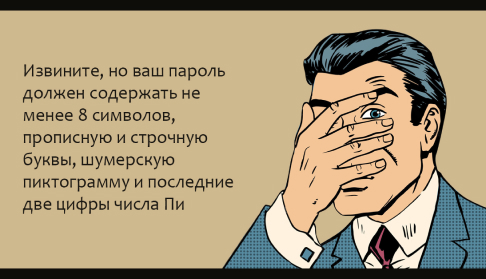 Извините, но ваш пароль
должен содержать не
менее 8 символов,
прописную и строчную
буквы, шумерскую
пиктограмму и последние
две цифры числа Пи